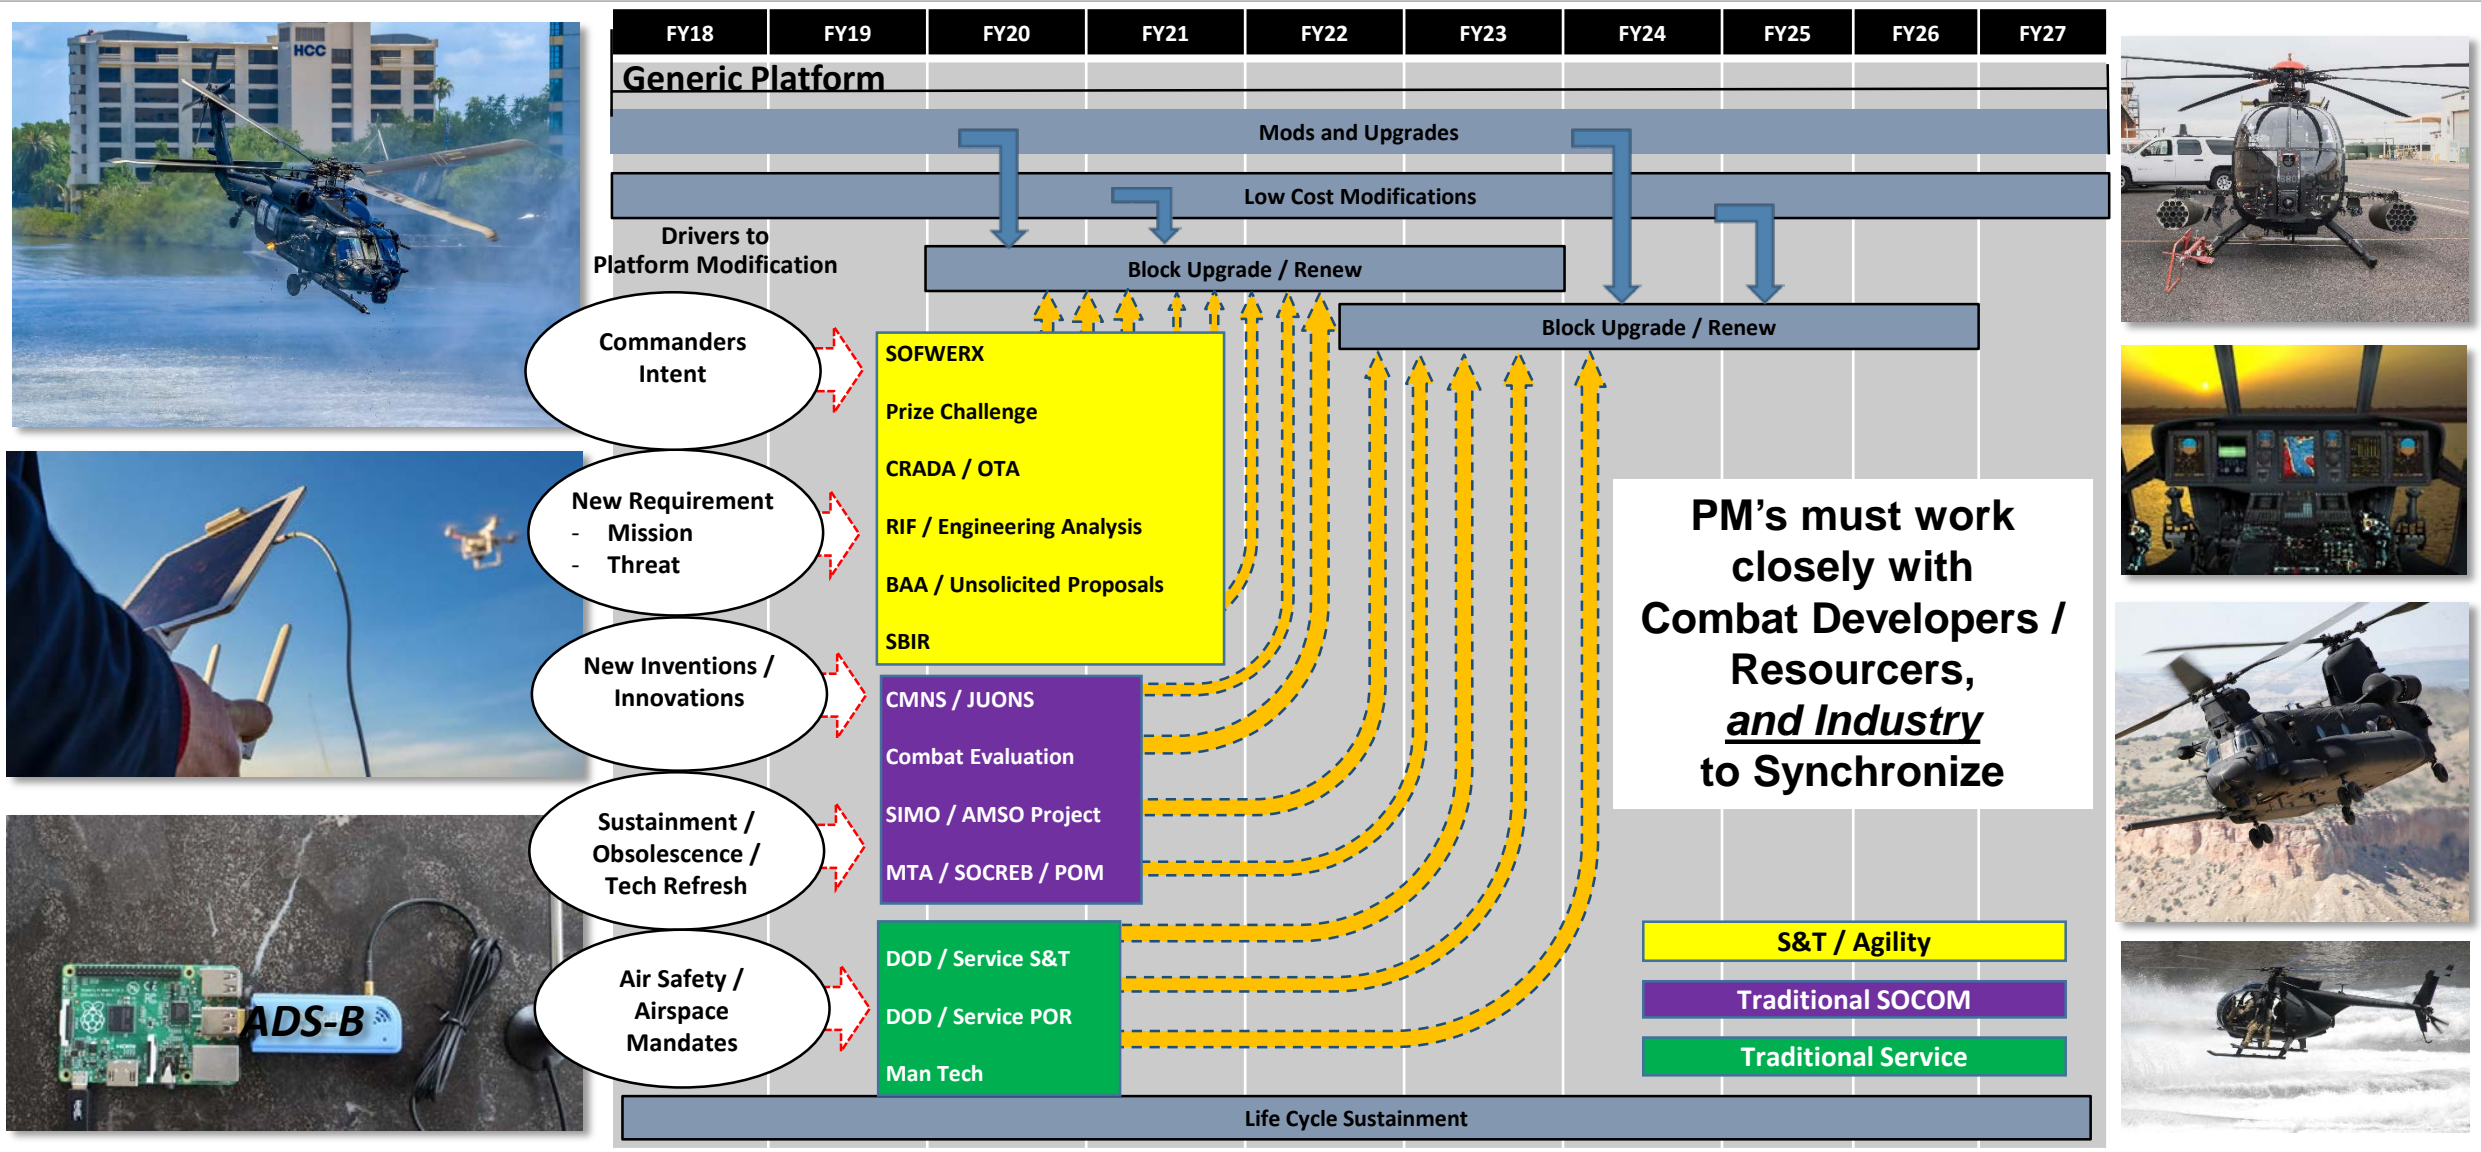 HCC
FY18 FY19 FY20 FY21 FY22 FY23 FY24 FY25 FY26 FY27
Generic Platform
Mods and Upgrades
Low Cost Modifications
Drivers to
Platform Modification
Block Upgrade / Renew
Block Upgrade / Renew
Commanders
Intent
New Requirement
- Mission
- Threat
New Inventions /
Innovations
Sustainment /
Obsolescence /
Tech Refresh
Air Safety /
Airspace
Mandates
SOFWERX
Prize Challenge
CRADA / OTA
RIF / Engineering Analysis
BAA / Unsolicited Proposals
SBIR
CMNS / JUONS
Combat Evaluation
SIMO / AMSO Project
MTA / SOCREB / POM
DOD / Service S&T
DOD / Service POR
Man Tech
PM’s must work
closely with
Combat Developers /
Resourcers,
and Industry
to Synchronize
S&T / Agility
Traditional SOCOM
Traditional Service
Life Cycle Sustainment
ADS-B